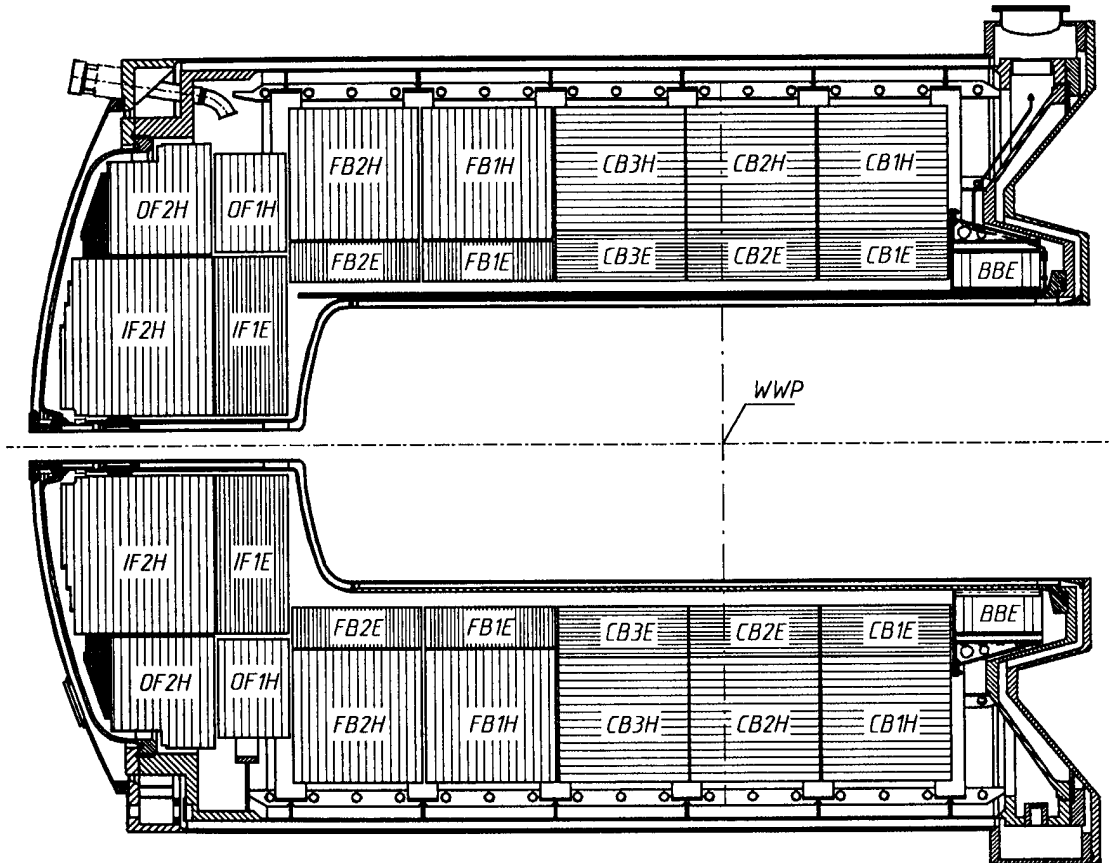 FB2H FB1H CB3H CB2H CB1H
OF2H OF1H
FB2E FB1E CB3E CB2E CB1E BBE
IF2H IF1E
WWP
IF2H IF1E
FB2E FB1E CB3E CB2E CB1E BBE
OF2H OF1H
FB2H FB1H CB3H CB2H CB1H